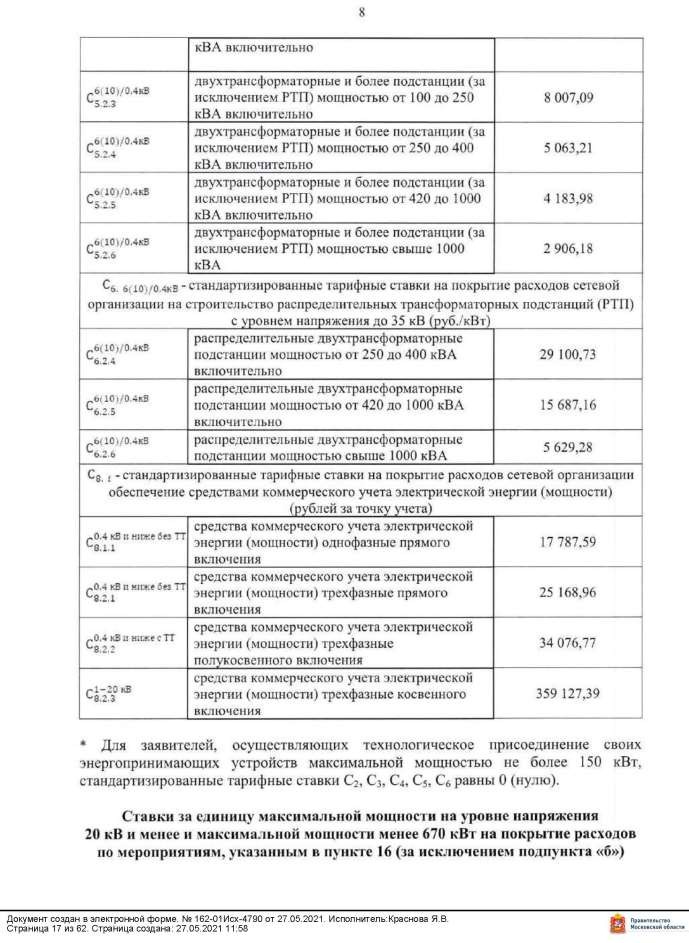 8
кВА включительно
С 6(10)/0.4кВ 5.2.3
двухтрансформаторные и более подстанции (за
исключением РТП) мощностью от 100 до 250
кВА включительно
8 007,09
С 6(10)/0.4кВ 5.2.4
двухтрансформаторные и более подстанции (за
исключением РТП) мощностью от 250 до 400
кВА включительно
5 063,21
С 6(10)/0.4кВ 5.2.5
двухтрансформаторные и более подстанции (за
исключением РТП) мощностью от 420 до 1000
кВА включительно
4 183,98
С 6(10)/0.4кВ 5.2.6
двухтрансформаторные и более подстанции (за
исключением РТП) мощностью свыше 1000
кВА
2 906,18
С6. 6(10)/0.4кВ - стандартизированные тарифные ставки на покрытие расходов сетевой
организации на строительство распределительных трансформаторных подстанций (РТП)
с уровнем напряжения до 35 кВ (руб./кВт)
С 6(10)/0.4кВ 6.2.4
распределительные двухтрансформаторные
подстанции мощностью от 250 до 400 кВА
включительно
29 100,73
С 6(10)/0.4кВ 6.2.5
распределительные двухтрансформаторные
подстанции мощностью от 420 до 1000 кВА
включительно
15 687,16
С 6(10)/0.4кВ 6.2.6
распределительные двухтрансформаторные
подстанции мощностью свыше 1000 кВА
5 629,28
С8. i - стандартизированные тарифные ставки на покрытие расходов сетевой организации
обеспечение средствами коммерческого учета электрической энергии (мощности)
(рублей за точку учета)
С 0.4 кВ и ниже без ТТ 8.1.1
средства коммерческого учета электрической
энергии (мощности) однофазные прямого
включения
17 787,59
С 0.4 кВ и ниже без ТТ 8.2.1
средства коммерческого учета электрической
энергии (мощности) трехфазные прямого
включения
25 168,96
С 0.4 кВ и ниже с ТТ 8.2.2
средства коммерческого учета электрической
энергии (мощности) трехфазные
полукосвенного включения
34 076,77
С 1−20 кВ 8.2.3
средства коммерческого учета электрической
энергии (мощности) трехфазные косвенного
включения
359 127,39
* Для заявителей, осуществляющих технологическое присоединение своих
энергопринимающих устройств максимальной мощностью не более 150 кВт,
стандартизированные тарифные ставки С2, С3, С4, С5, С6 равны 0 (нулю).
Ставки за единицу максимальной мощности на уровне напряжения
20 кВ и менее и максимальной мощности менее 670 кВт на покрытие расходов
по мероприятиям, указанным в пункте 16 (за исключением подпункта «б»)
Документ создан в электронной форме. № 162-01Исх-4790 от 27.05.2021. Исполнитель:Краснова Я.В.
Страница 17 из 62. Страница создана: 27.05.2021 11:58
Правительство
Московской области